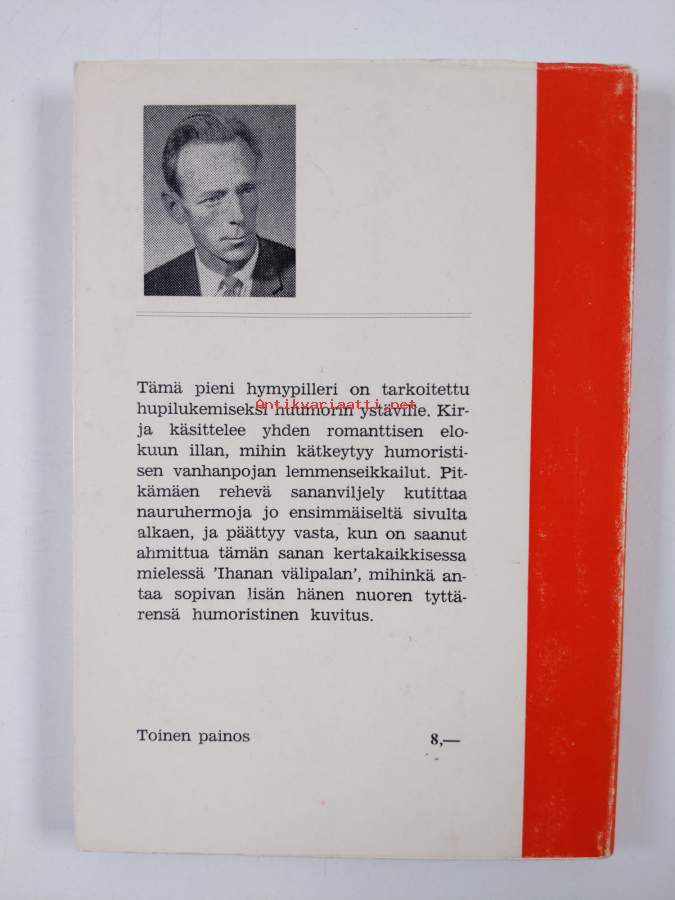 Tämä pieni hymypilleri on tarkoitettu
hupilukemiseksi huumorin ystäville. Kir-
Antikvariaatti.net
ja käsittelee yhden romanttisen elo-
kuun illan, mihin kätkeytyy humoristi-
sen vanhanpojan lemmenseikkailut. Pit-
kämäen rehevä sananviljely kutittaa
nauruhermoja jo ensimmäiseltä sivulta
alkaen, ja päättyy vasta, kun on saanut
ahmittua tämän sanan kertakaikkisessa
mielessä 'Ihanan välipalan', mihinkä an-
taa sopivan lisän hänen nuoren tyttä-
rensä humoristinen kuvitus.
Toinen painos 8,—